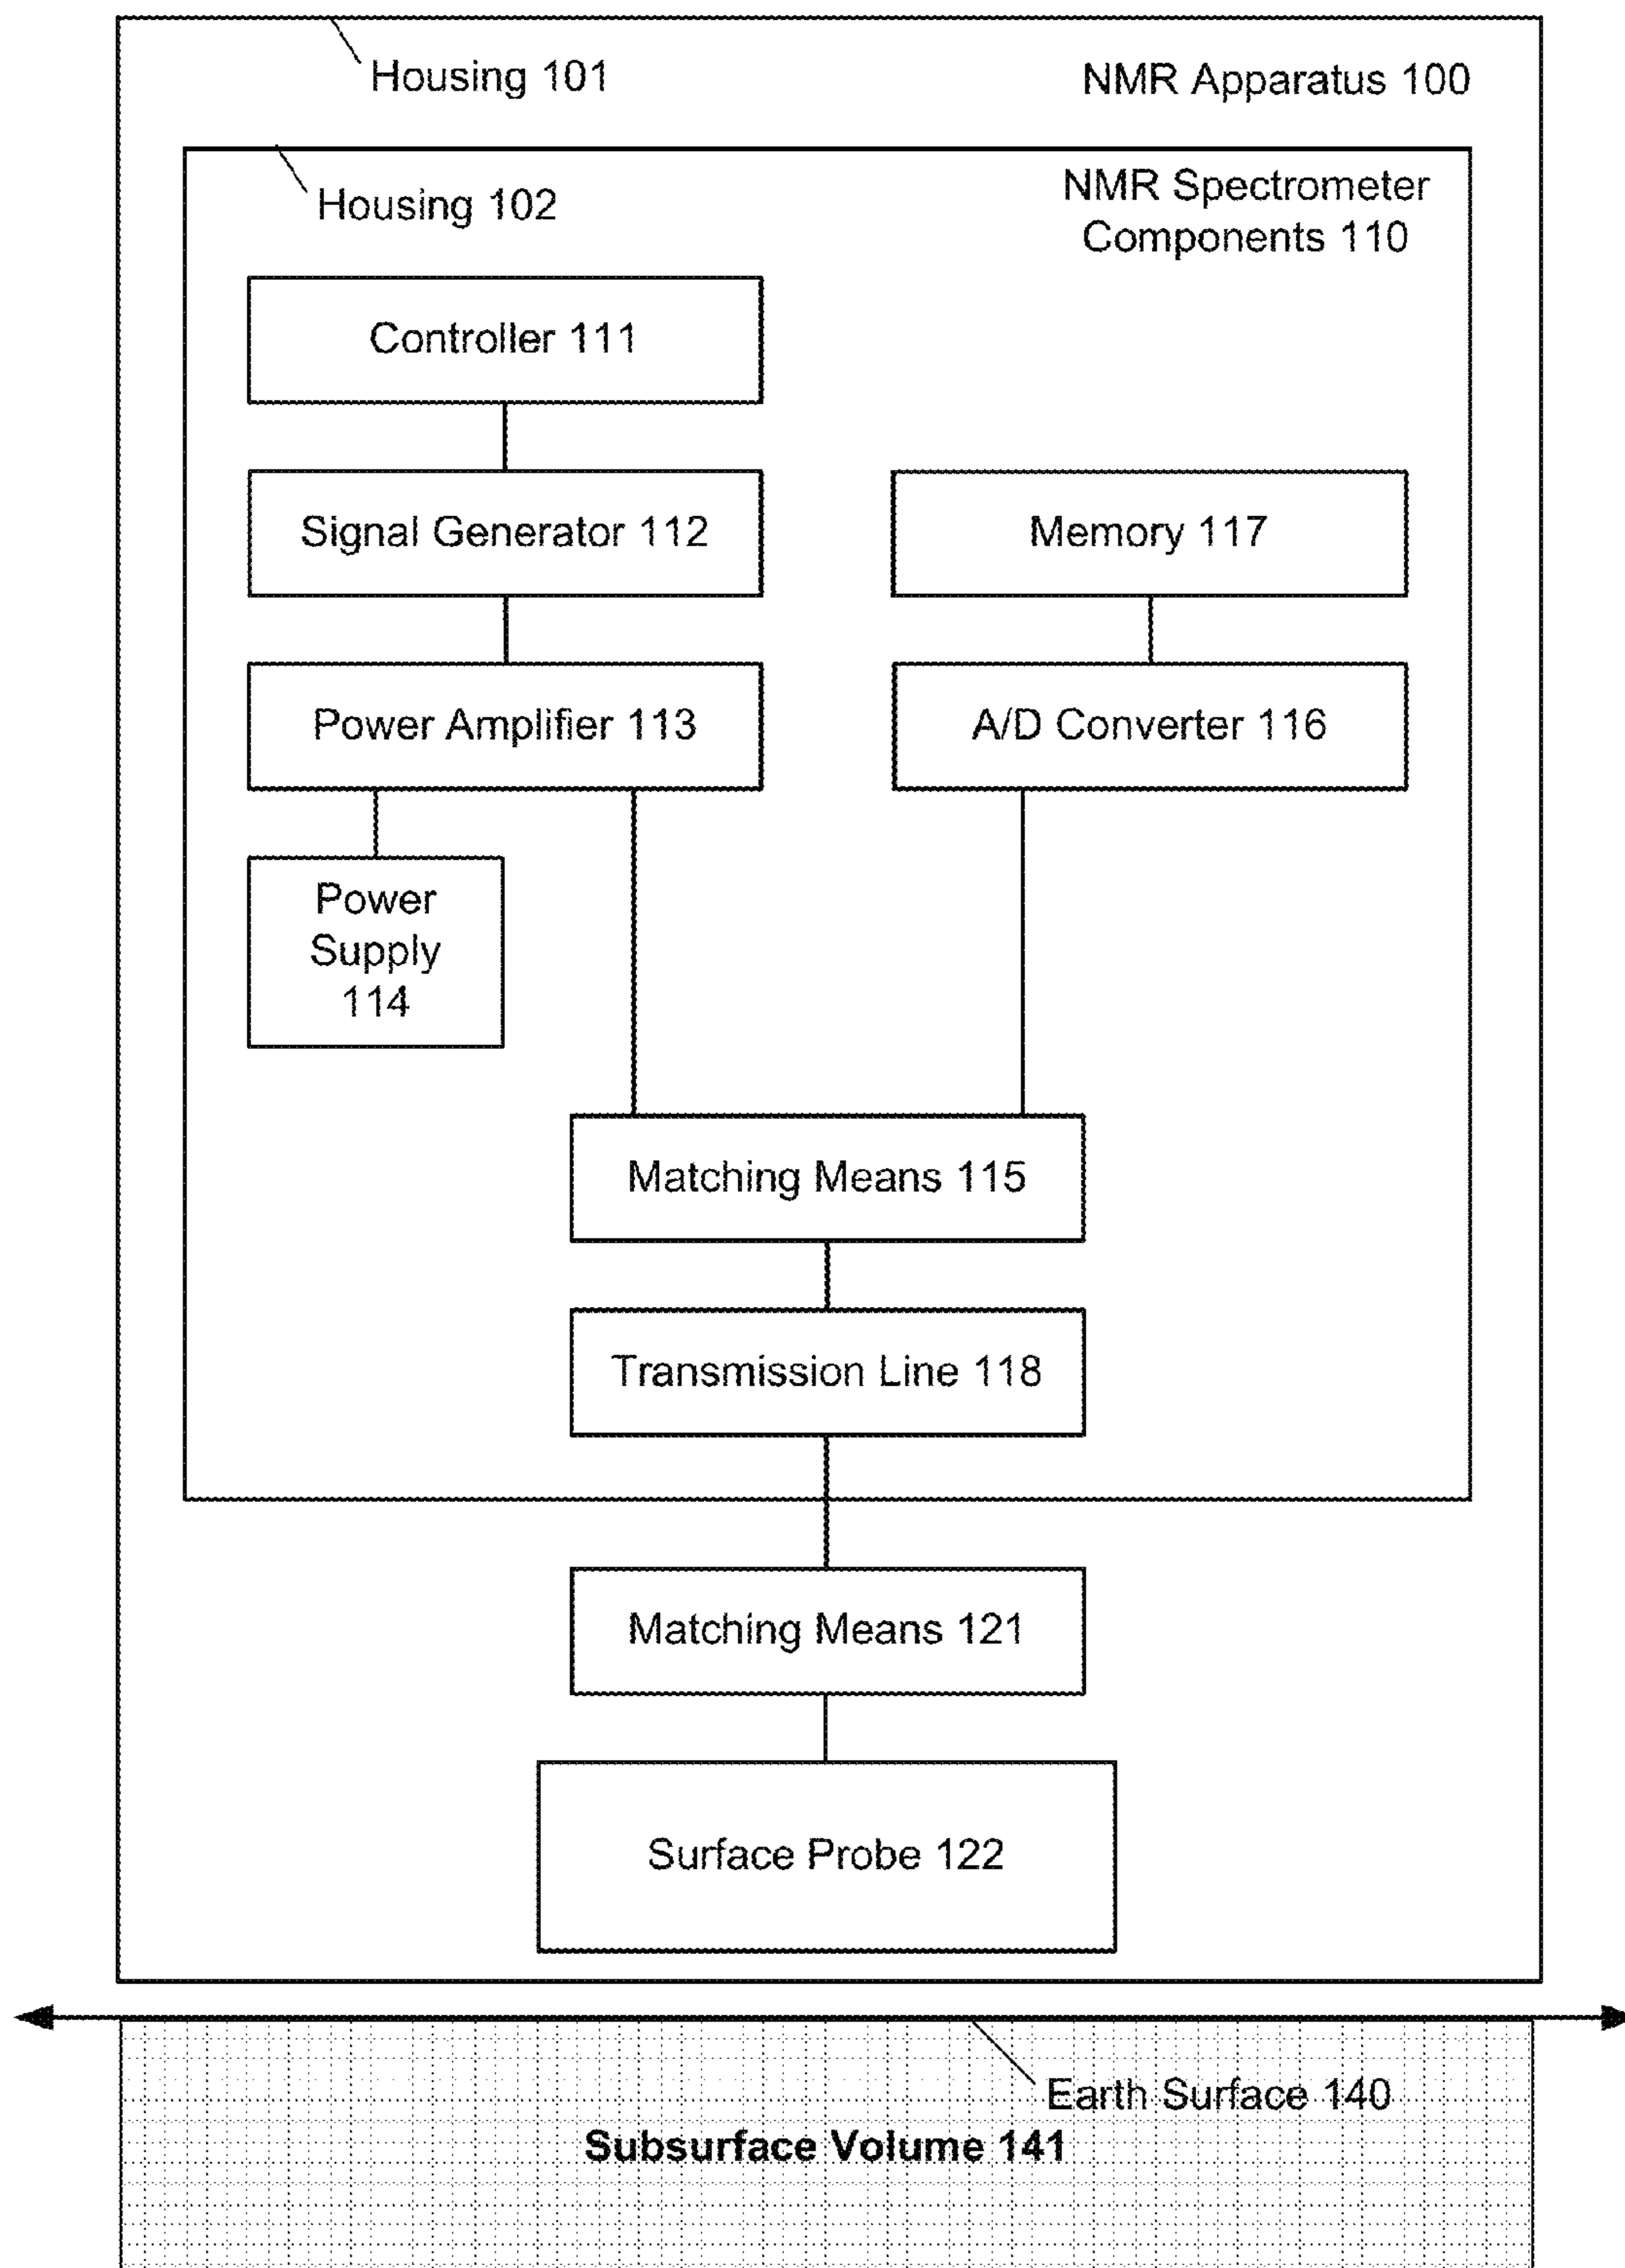 Housing 101
NMR Apparatus 100
Housing 102
NMR Spectrometer
Components 110
Controller 111
Signal Generator 112
Memory 117
Power Amplifier 113
A/D Converter 116
Power
Supply
114
Matching Means 115
Transmission Line 118
Matching Means 121
Surface Probe 122
Earth Surface 140
Subsurface Volume 141